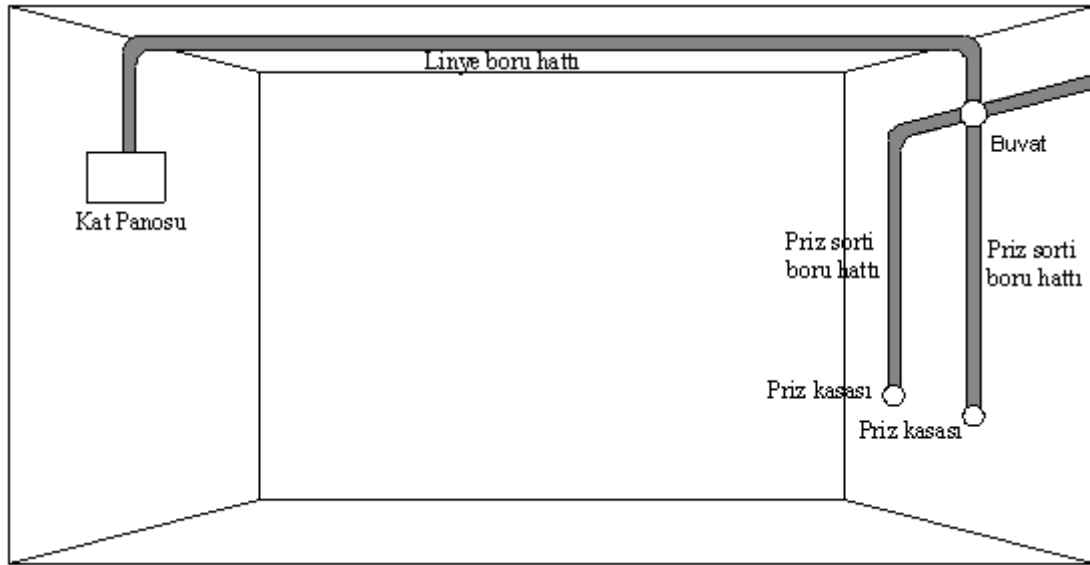 Linye boru hattı
Buvat
Kat Panosu
Priz sorti
boru hattı
Priz sorti
boru hattı
Priz kasası
Priz kasası